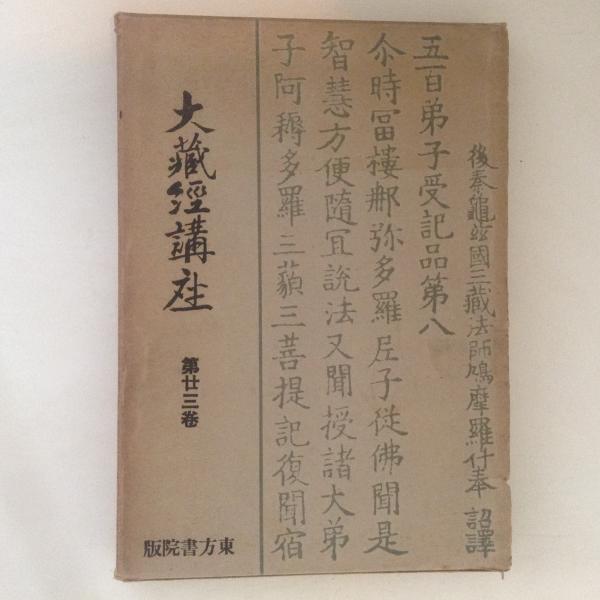 後秦龜茲國三藏法師鳩摩羅什奉 詔譯
五百弟子受記品第八
尒時冨樓那弥多羅尼子從佛聞是
智慧方便隨冝說法又聞授諸大弟
子阿耨多羅三藐三菩提記復聞宿
大藏經講座
第廿三卷
東方書院版